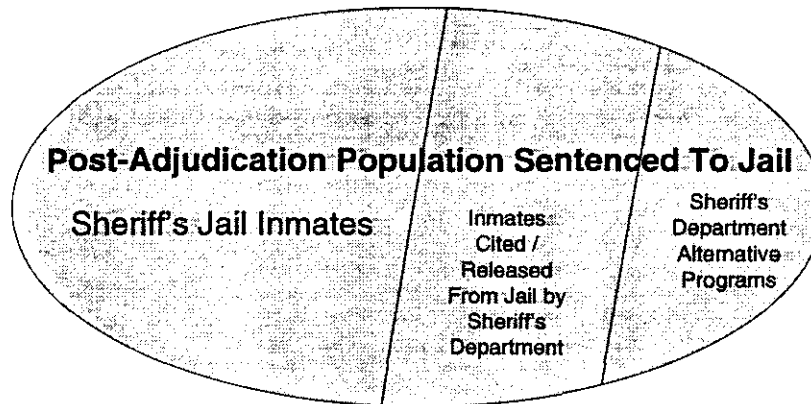 Post-Adjudication Population Sentenced To Jail
Sheriff's Jail Inmates
Inmates
Cited /
Released
From Jail by
Sheriff's
Department
Sheriff's
Department
Alternative
Programs